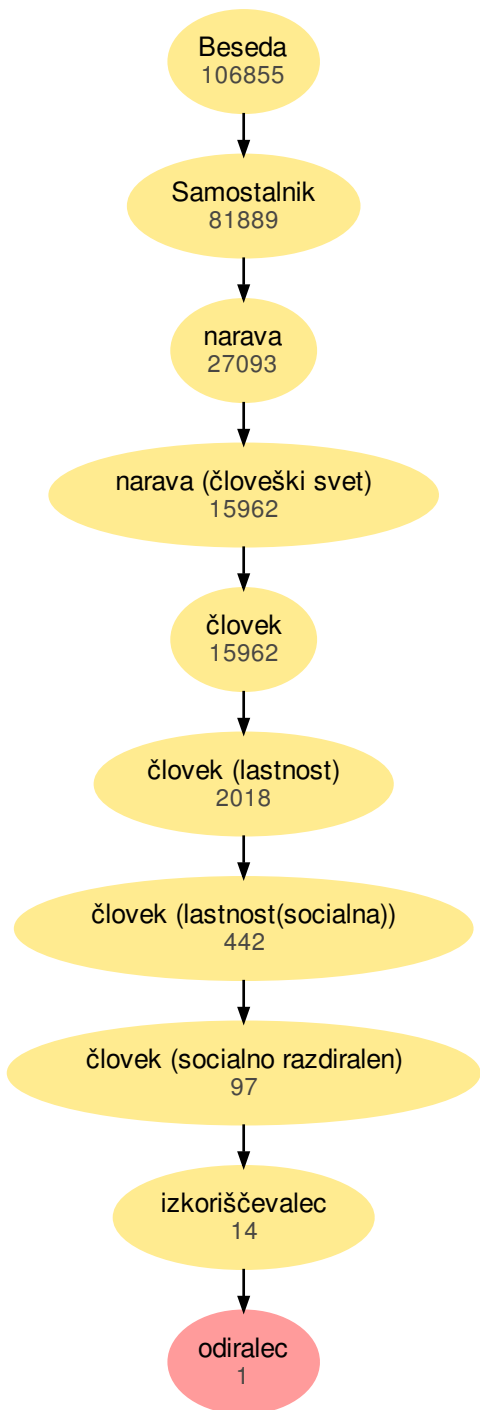 Beseda
106855
Samostalnik
81889
narava
27093
narava (človeški svet)
15962
človek
15962
človek (lastnost)
2018
človek (lastnost(socialna))
442
človek (socialno razdiralen)
97
izkoriščevalec
14
odiralec
1